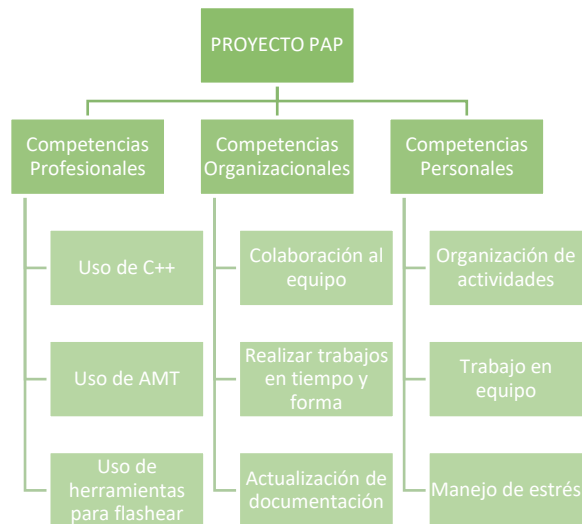 PROYECTO PAP
Competencias
Profesionales
Uso de C++
Uso de AMT
Uso de
herramientas
para flashear
Competencias
Organizacionales
Colaboración al
equipo
Realizar trabajos
en tiempo y
forma
Actualización de
documentación
Competencias
Personales
Organización de
actividades
Trabajo en
equipo
Manejo de estrés